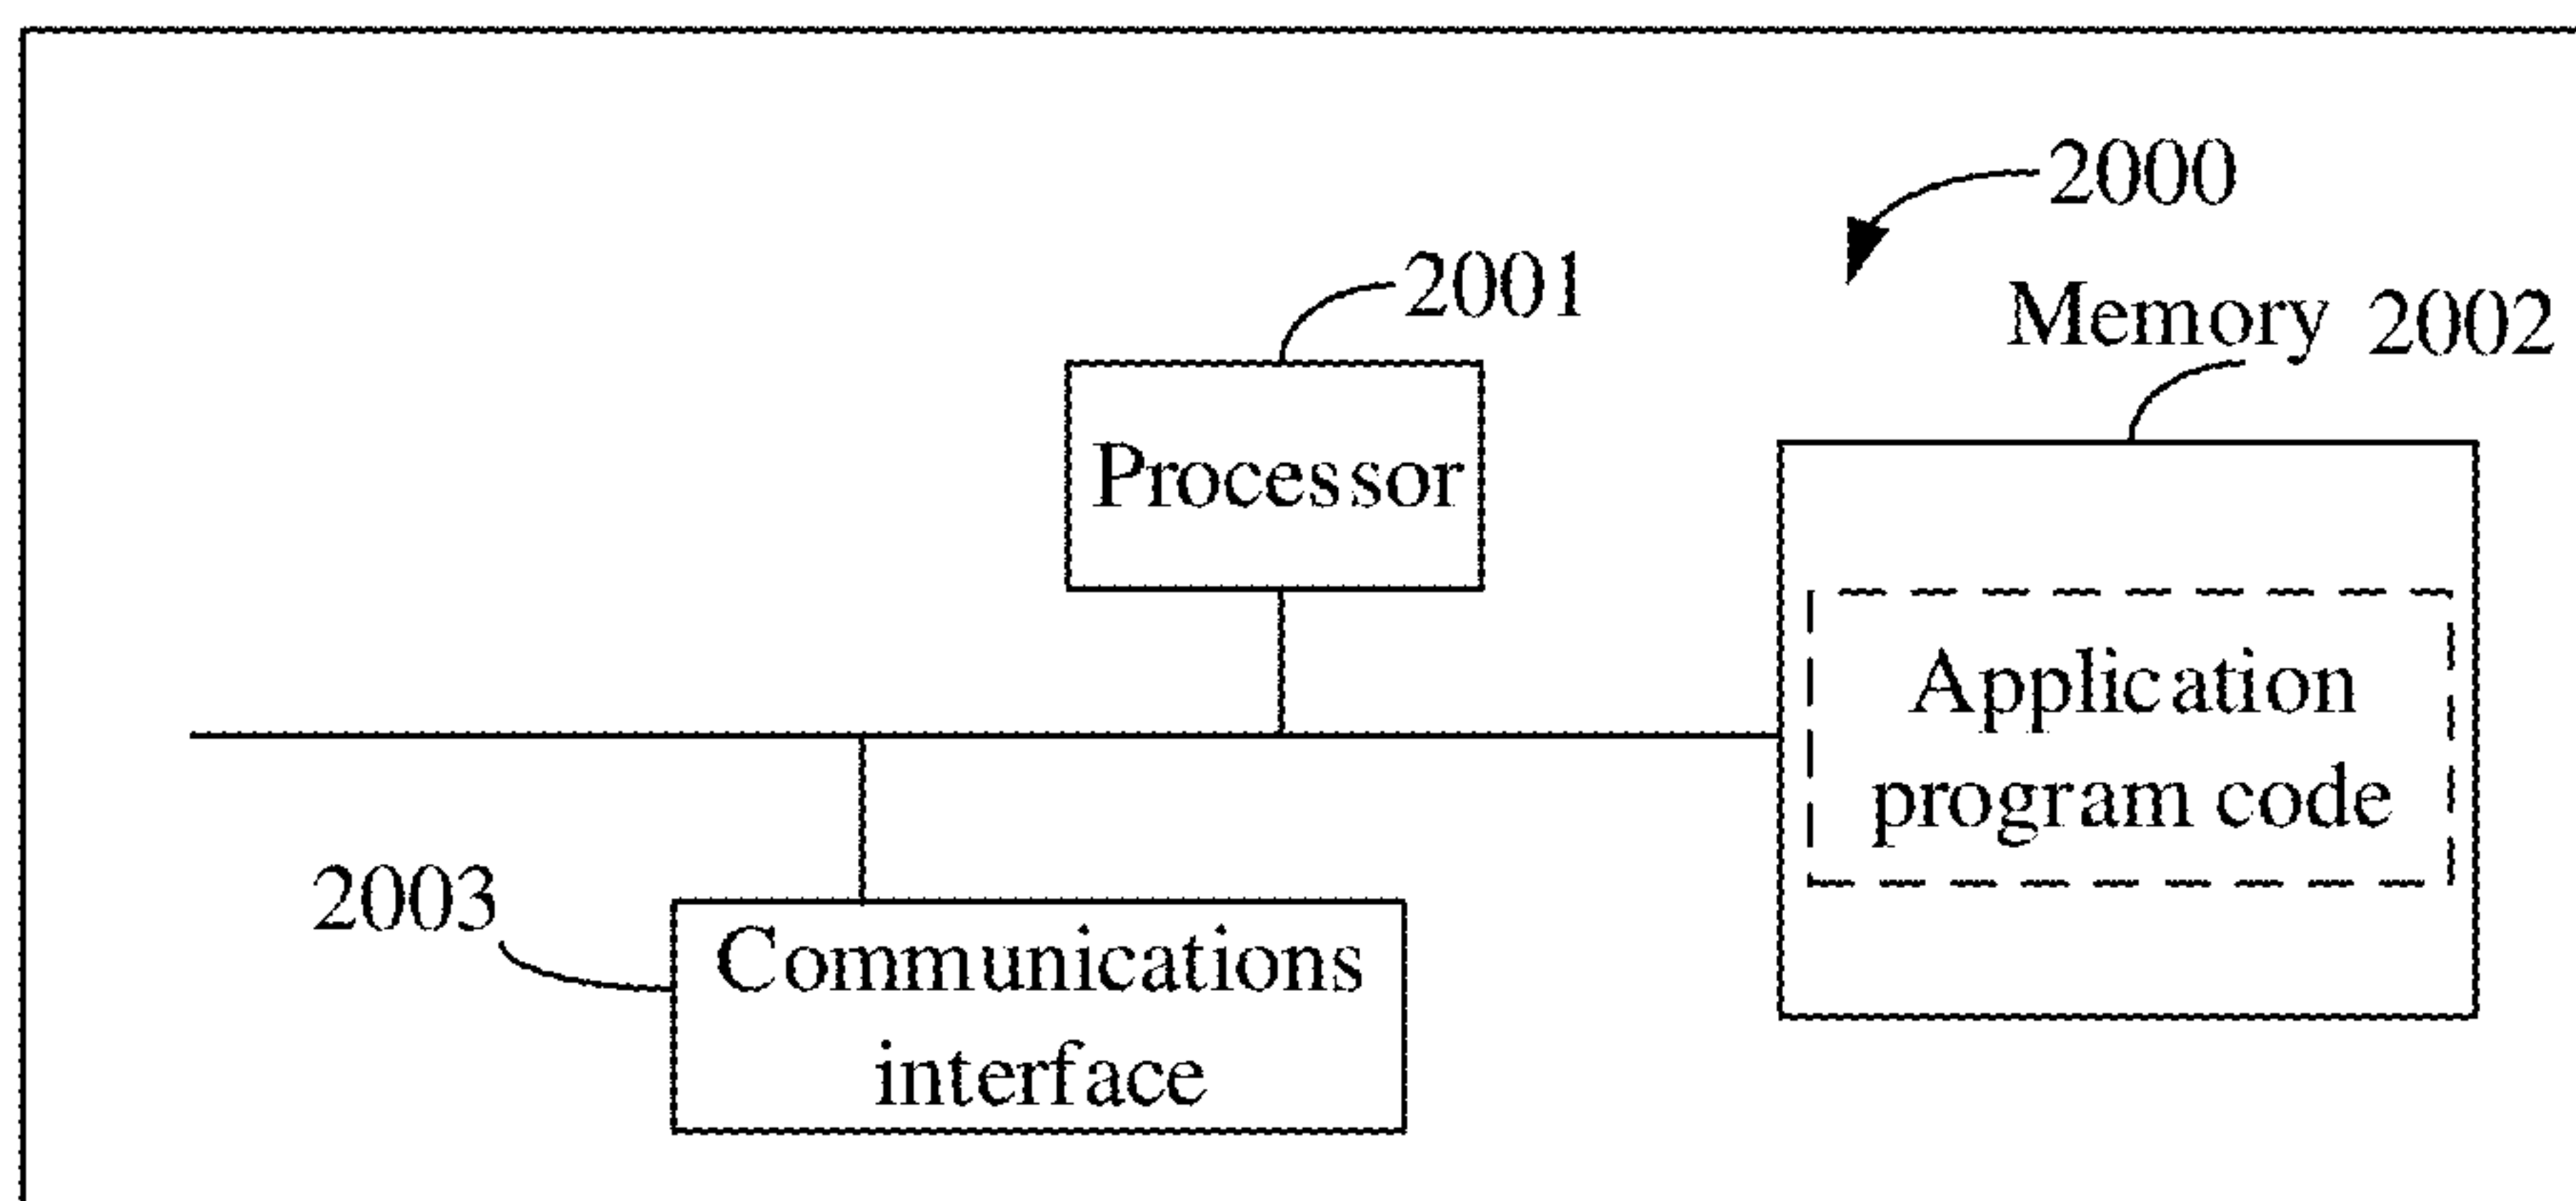 2000
2001
Memory 2002
Processor
Application
program code
2003
Communications
interface